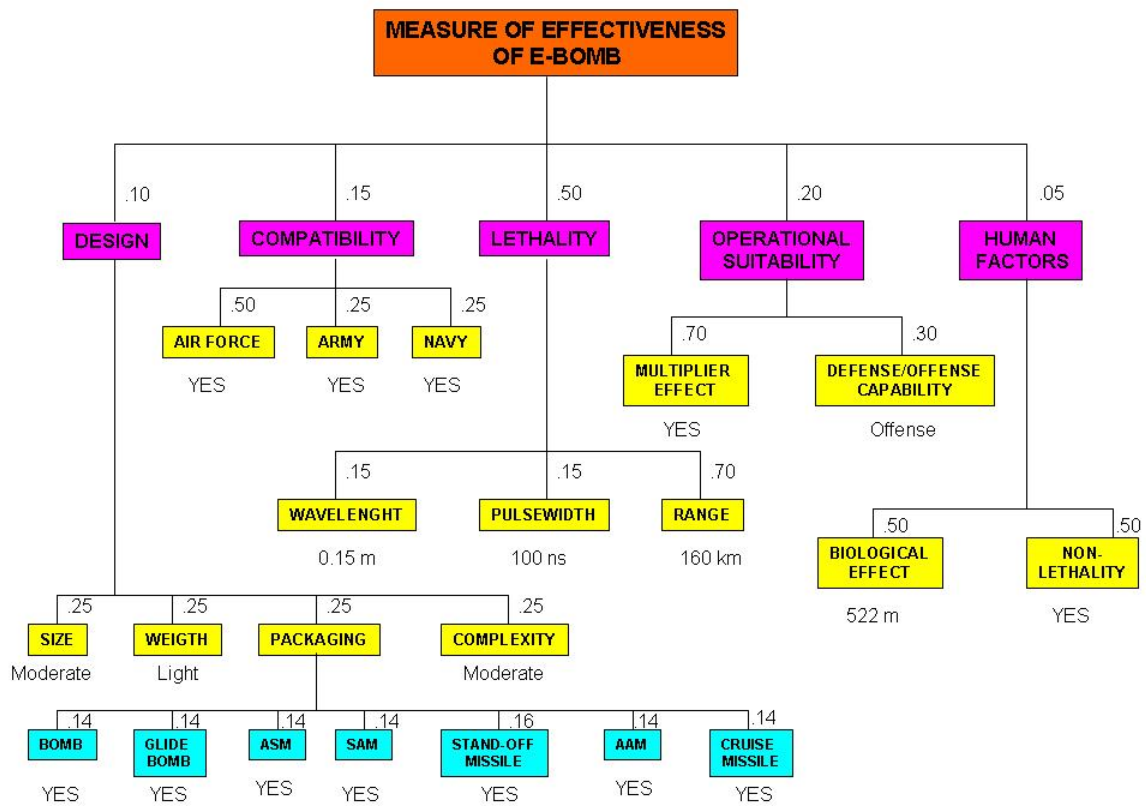 MEASURE OF EFFECTIVENESS
OF E-BOMB
.10
.15
.50
.20
.05
DESIGN
COMPATIBILITY
LETHALITY
OPERATIONAL
SUITABILITY
HUMAN
FACTORS
.50
.25
.25
AIR FORCE
ARMY
NAVY
YES
YES
YES
.70
.30
MULTIPLIER
EFFECT
DEFENSE/OFFENSE
CAPABILITY
YES
Offense
.15
.15
.70
WAVELENGHT
PULSEWIDTH
RANGE
0.15 m
100 ns
160 km
.50
.50
BIOLOGICAL
EFFECT
NON-
LETHALITY
522 m
YES
.25
.25
.25
.25
SIZE
WEIGTH
PACKAGING
COMPLEXITY
Moderate
Light
Moderate
.14
.14
.14
.14
.16
.14
.14
BOMB
GLIDE
BOMB
ASM
SAM
STAND-OFF
MISSILE
AAM
CRUISE
MISSILE
YES
YES
YES
YES
YES
YES
YES